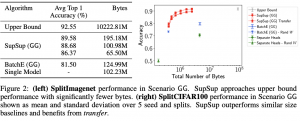 Algorithm
Avg Top 1
Accuracy (%)
Bytes
Upper Bound 92.55 10222.81M
SupSup (GG)
89.58 195.18M
88.68 100.98M
86.37 65.50M
BatchE (GG) 81.50 124.99M
Single Model - 102.23M
Accuracy
Total Number of Bytes
Upper Bound
SupSup (GG)
SupSup (GG) Transfer
BatchE (GG)
BatchE (GG) - Rand W
Separate Heads
Separate Heads - Rand W
Figure 2: (left) SplitImagenet performance in Scenario GG. SupSup approaches upper bound
performance with significantly fewer bytes. (right) SplitCIFAR100 performance in Scenario GG
shown as mean and standard deviation over 5 seed and splits. SupSup outperforms similar size
baselines and benefits from transfer.